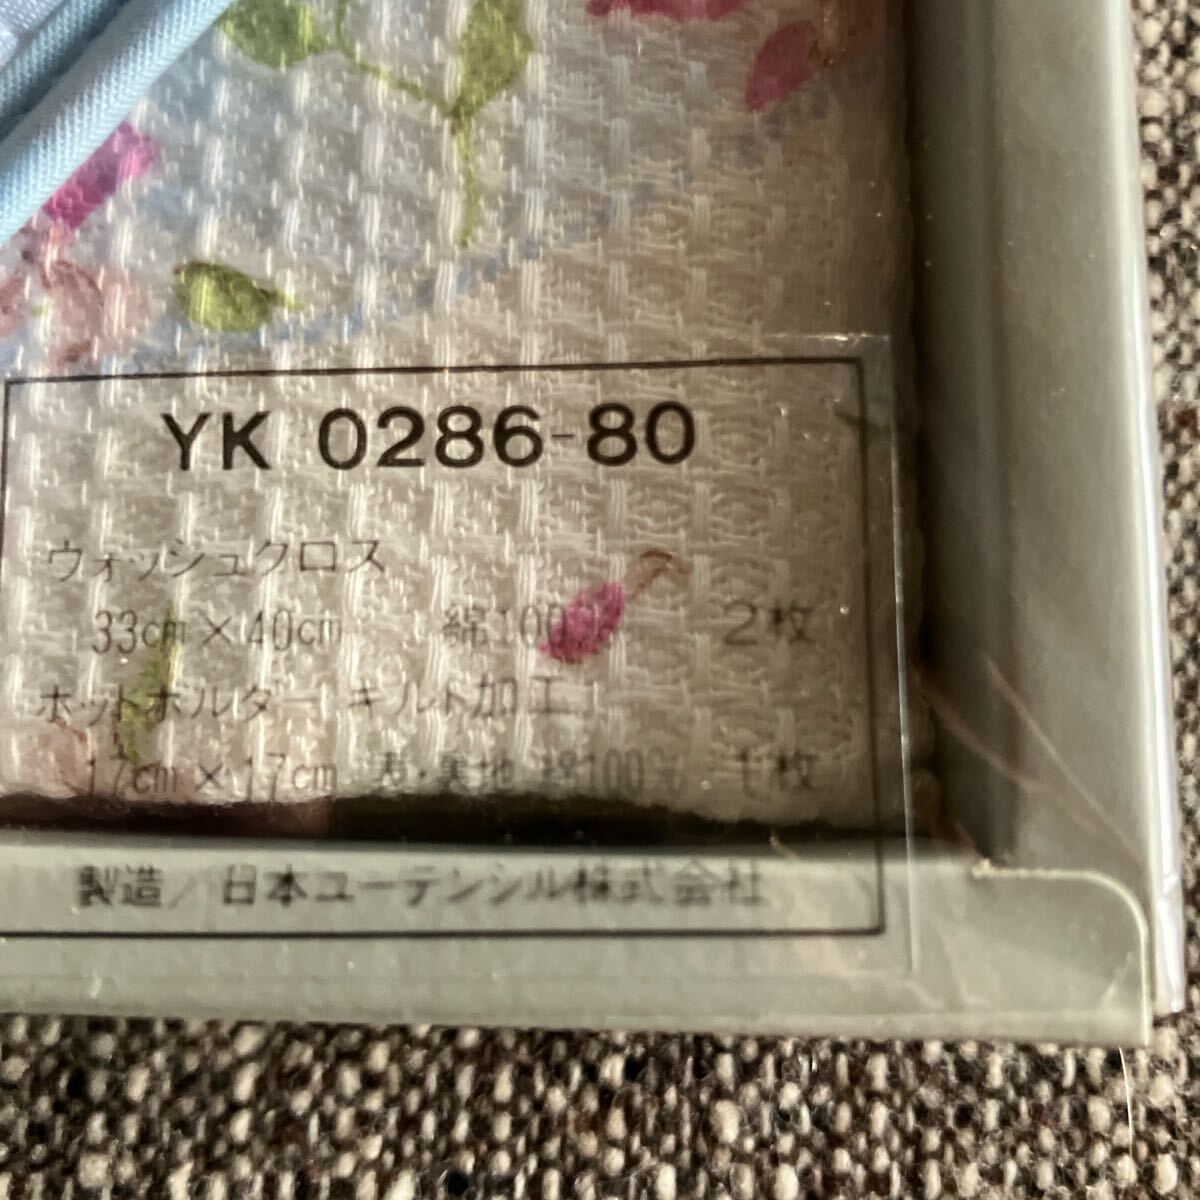 YK 0286-80
ウォッシュクロス
33cm×40cm 綿100% 2枚
ホットホルダー キルト加工
17cm×17cm 表・裏地 綿100% 1枚
製造/日本ユーテンシル株式会社